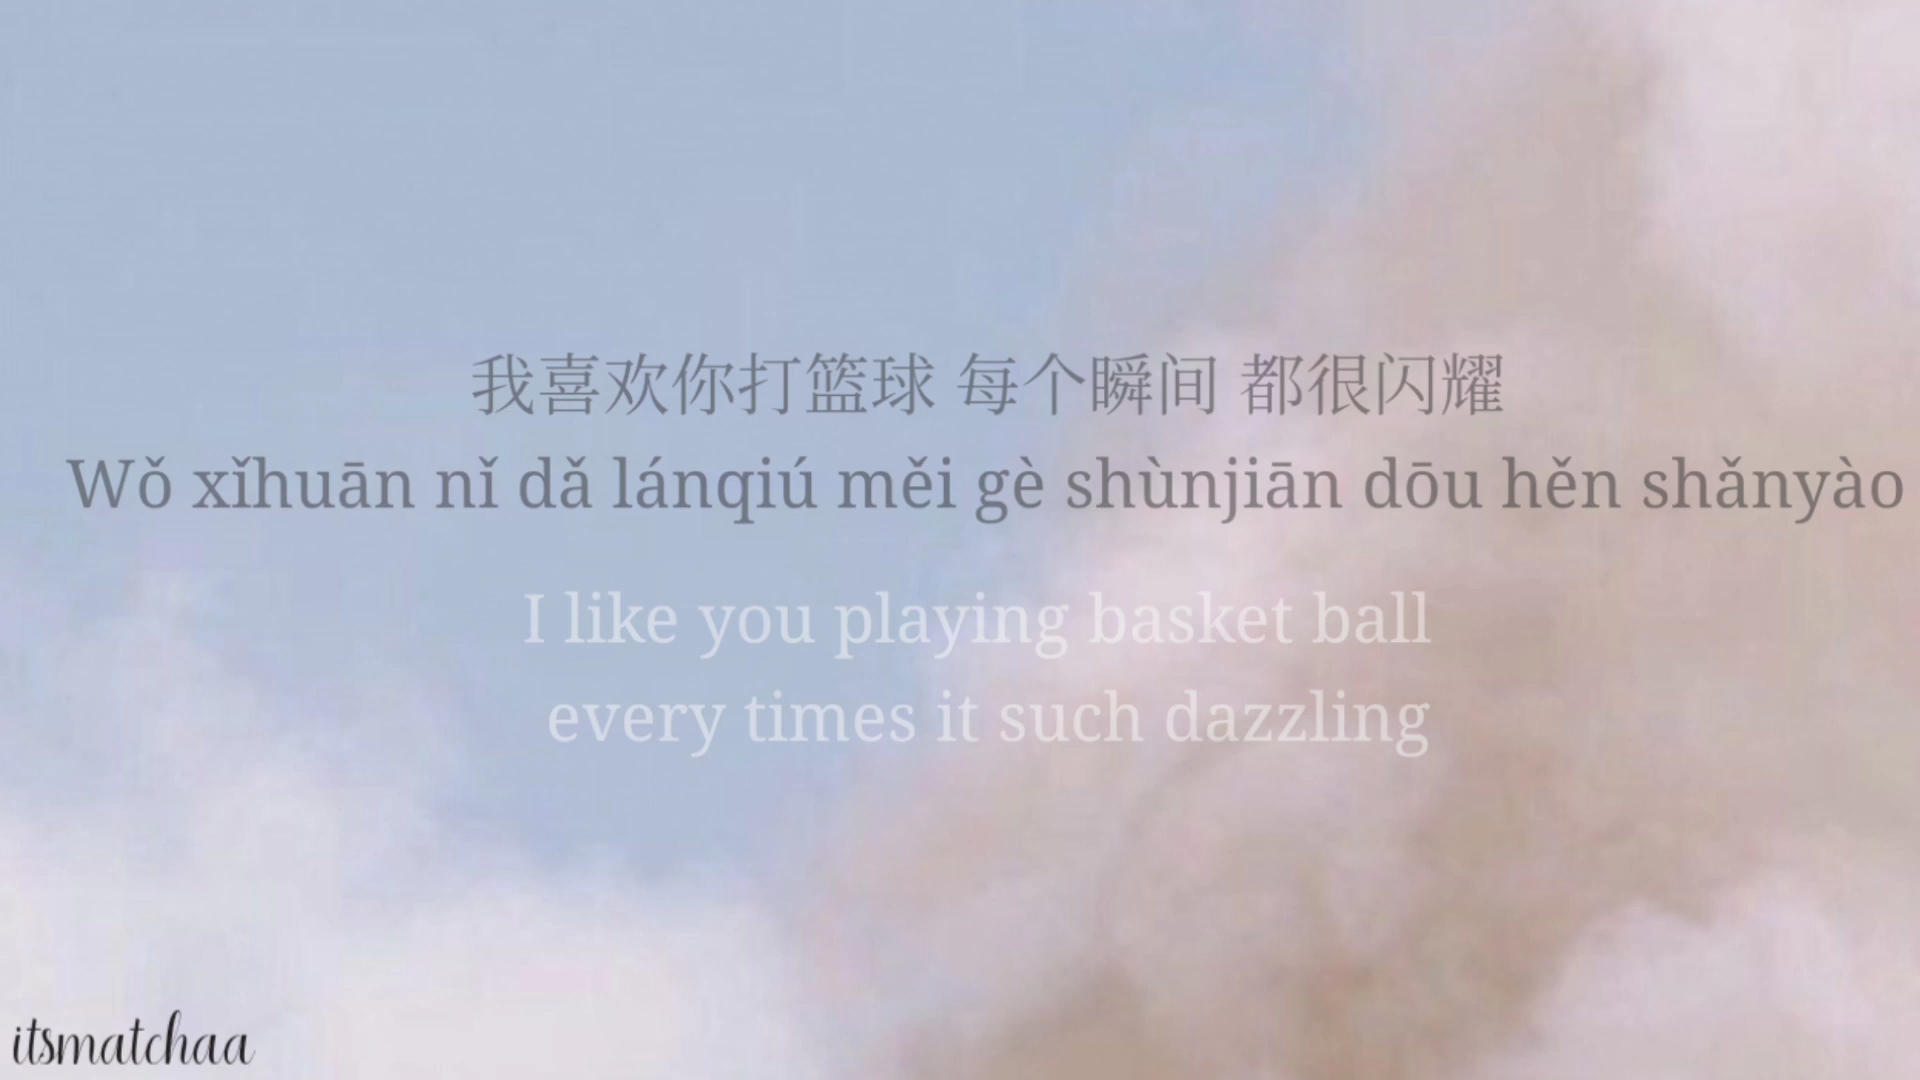 我喜欢你打篮球 每个瞬间 都很闪耀
Wǒ xǐhuān nǐ dǎ lánqiú měi gè shùnjiān dōu hěn shǎnyào
I like you playing basket ball
every times it such dazzling
itsmatchaa